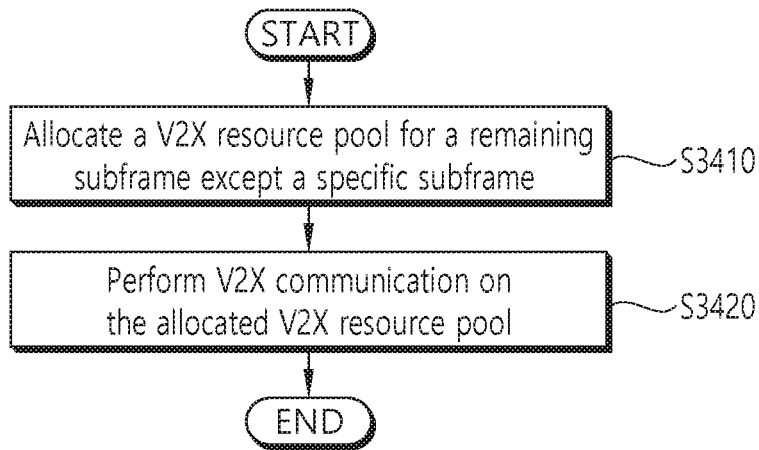 START
Allocate a V2X resource pool for a remaining
subframe except a specific subframe
S3410
Perform V2X communication on
the allocated V2X resource pool
S3420
END